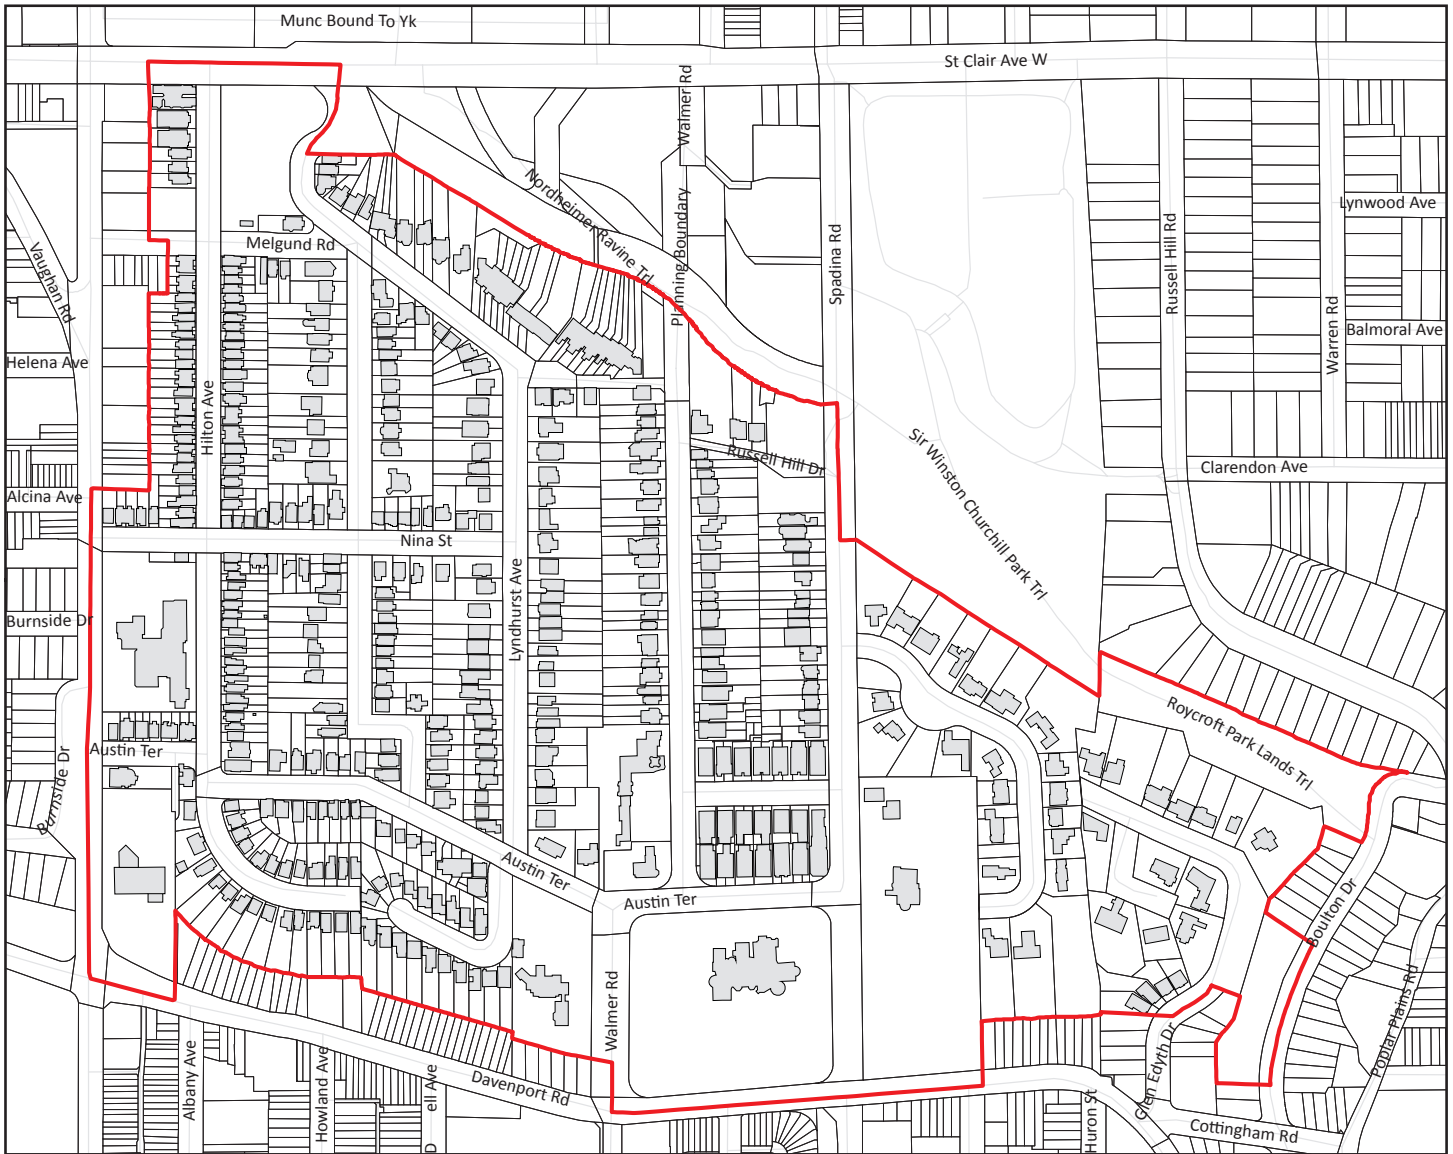 Munc Bound To Yk
St Clair Ave W
Walmer Rd
Nordheimer Ravine Trl
Planning Boundary
Spadina Rd
Russell Hill Rd
Warren Rd
Lynwood Ave
Balmoral Ave
Melgund Rd
Vaughan Rd
Helena Ave
Hilton Ave
Russell Hill Dr
Sir Winston Churchill Park Trl
Clarendon Ave
Alcina Ave
Nina St
Lyndhurst Ave
Burnside Dr
Roycroft Park Lands Trl
Austin Ter
Burnside Dr
Austin Ter
Austin Ter
Boulton Dr
Walmer Rd
Poplar Plains Rd
Davenport Rd
Albany Ave
Howland Ave
ell Ave
D
Huron St
Glen Edyth Dr
Cottingham Rd